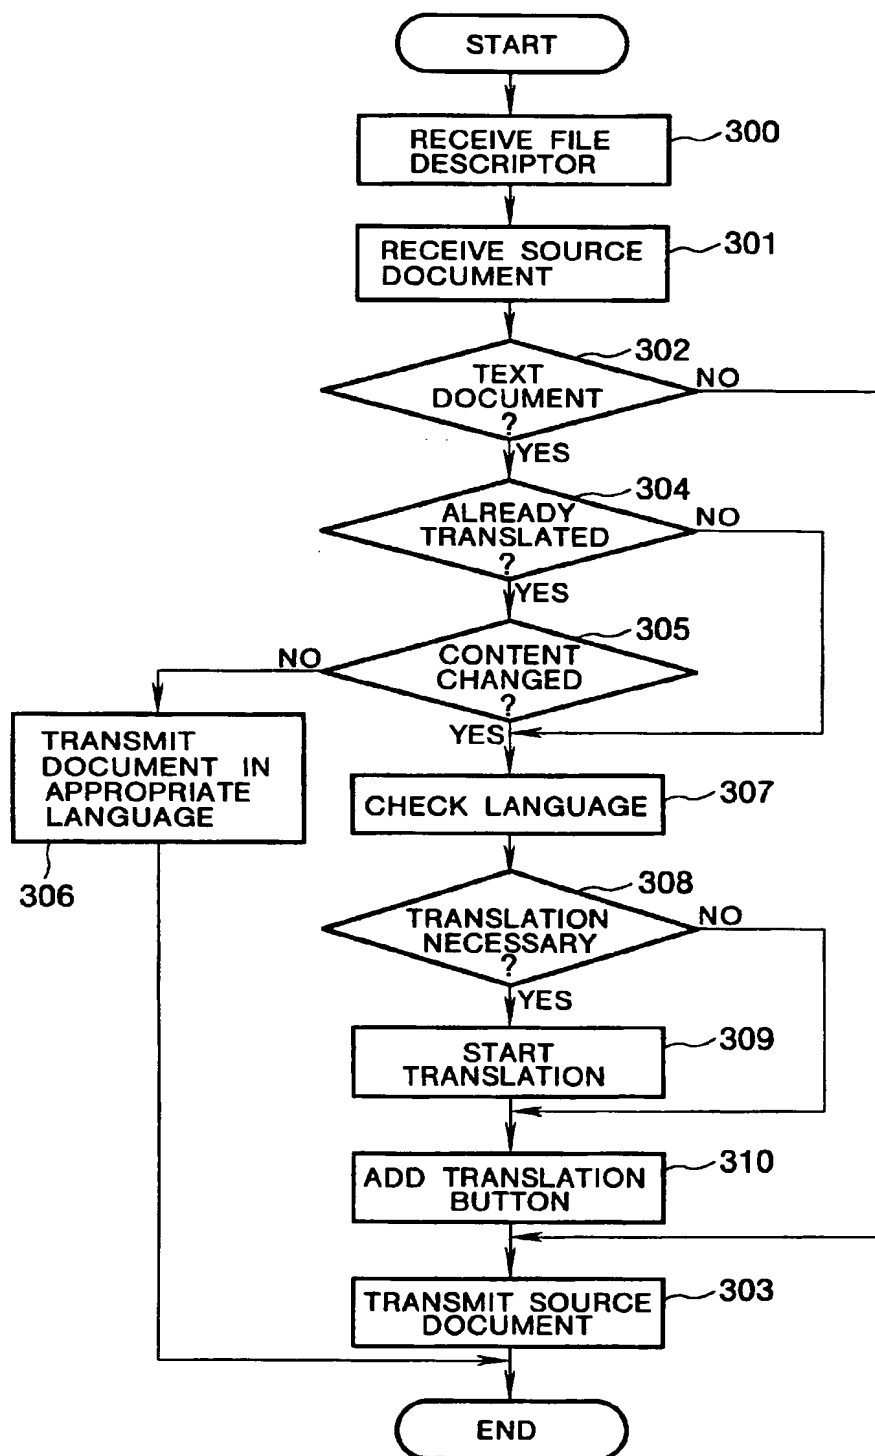 START
RECEIVE FILE
DESCRIPTOR
300
RECEIVE SOURCE
DOCUMENT
301
302
TEXT
DOCUMENT
?
NO
YES
304
ALREADY
TRANSLATED
?
NO
YES
305
CONTENT
CHANGED
?
NO
YES
TRANSMIT
DOCUMENT IN
APPROPRIATE
LANGUAGE
306
CHECK LANGUAGE
307
308
TRANSLATION
NECESSARY
?
NO
YES
START
TRANSLATION
309
ADD TRANSLATION
BUTTON
310
TRANSMIT SOURCE
DOCUMENT
303
END